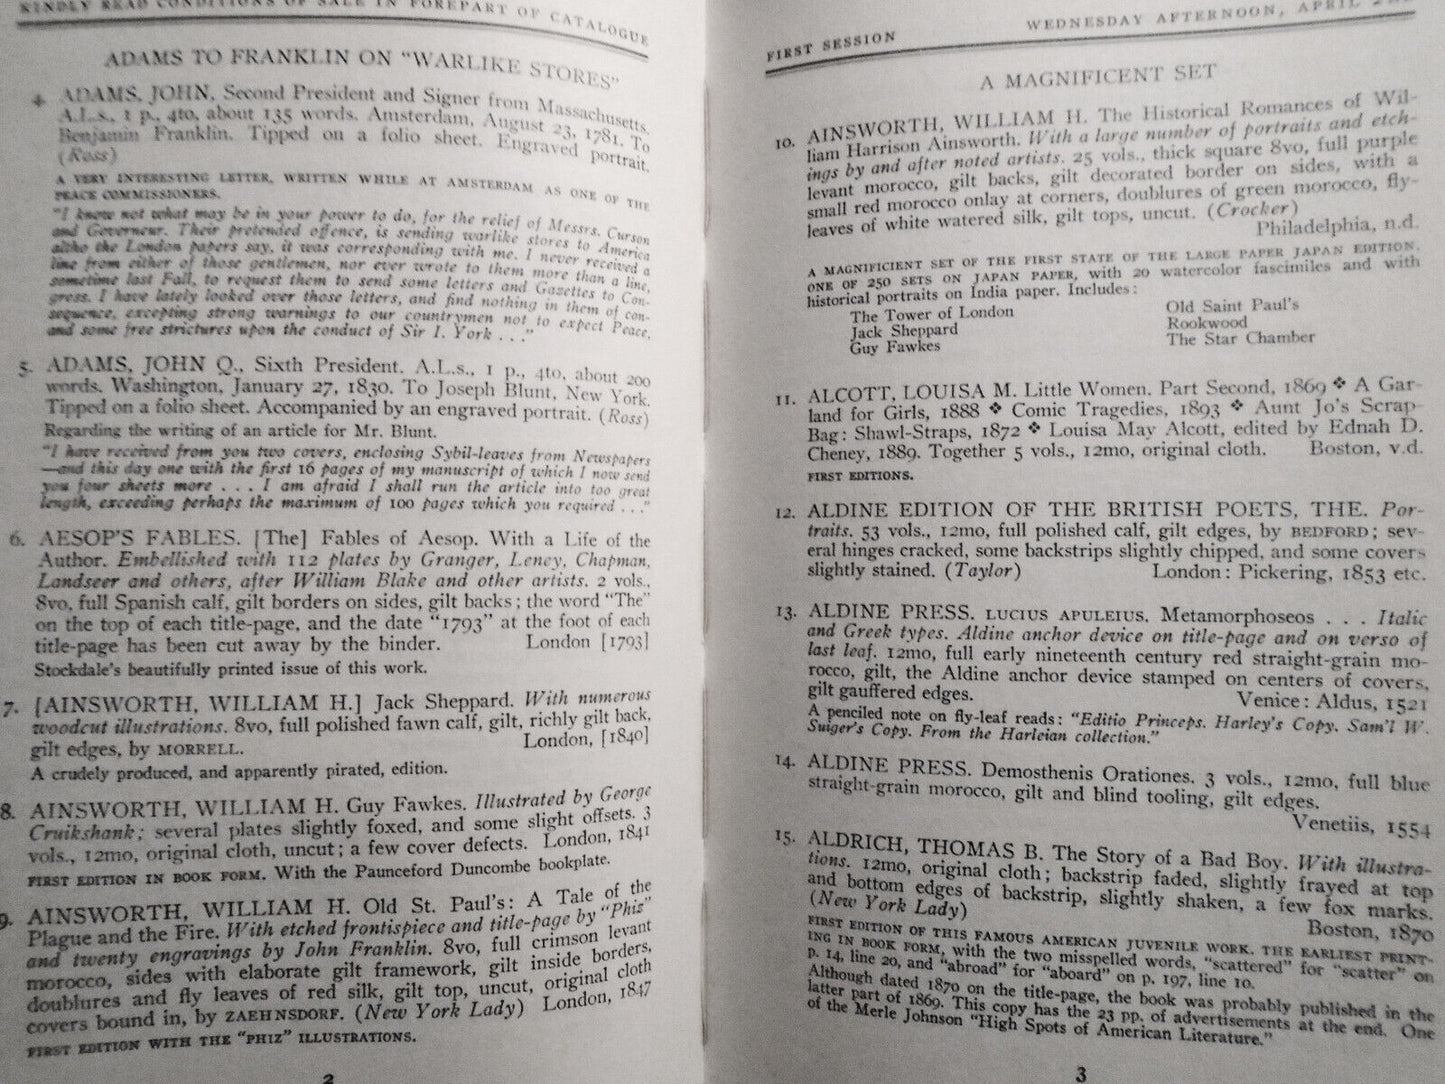 KINDLY READ CONDITIONS OF SALE IN FOREPART OF CATALOGUE
ADAMS TO FRANKLIN ON "WARLIKE STORES"
ADAMS, JOHN, Second President and Signer from Massachusetts.
A.L.s., 1 p., 4to, about 135 words. Amsterdam, August 23, 1781. To
Benjamin Franklin. Tipped on a folio sheet. Engraved portrait.
(Ross)
A VERY INTERESTING LETTER, WRITTEN WHILE AT AMSTERDAM AS ONE OF THE
PEACE COMMISSIONERS.
"I know not what may be in your power to do, for the relief of Messrs. Curson
and Governeur. Their pretended offence, is sending warlike stores to America
altho the London papers say, it was corresponding with me. I never received a
line from either of those gentlemen, nor ever wrote to them more than a line,
sometime last Fall, to request them to send some letters and Gazettes to Con-
gress. I have lately looked over those letters, and find nothing in them of con-
sequence, excepting strong warnings to our countrymen not to expect Peace,
and some free strictures upon the conduct of Sir I. York . . ."
5. ADAMS, JOHN Q., Sixth President. A.L.s., 1 p., 4to, about 200
words. Washington, January 27, 1830. To Joseph Blunt, New York.
Tipped on a folio sheet. Accompanied by an engraved portrait. (Ross)
Regarding the writing of an article for Mr. Blunt.
"I have received from you two covers, enclosing Sybil-leaves from Newspapers
—and this day one with the first 16 pages of my manuscript of which I now send
you four sheets more . . . I am afraid I shall run the article into too great
length, exceeding perhaps the maximum of 100 pages which you required . . ."
6. AESOP'S FABLES. [The] Fables of Aesop. With a Life of the
Author. Embellished with 112 plates by Granger, Leney, Chapman,
Landseer and others, after William Blake and other artists. 2 vols.,
8vo, full Spanish calf, gilt borders on sides, gilt backs; the word "The"
on the top of each title-page, and the date "1793" at the foot of each
title-page has been cut away by the binder. London [1793]
Stockdale's beautifully printed issue of this work.
7. [AINSWORTH, WILLIAM H.] Jack Sheppard. With numerous
woodcut illustrations. 8vo, full polished fawn calf, gilt, richly gilt back,
gilt edges, by MORRELL. London, [1840]
A crudely produced, and apparently pirated, edition.
8. AINSWORTH, WILLIAM H. Guy Fawkes. Illustrated by George
Cruikshank; several plates slightly foxed, and some slight offsets. 3
vols., 12mo, original cloth, uncut; a few cover defects. London, 1841
FIRST EDITION IN BOOK FORM. With the Paunceford Duncombe bookplate.
9. AINSWORTH, WILLIAM H. Old St. Paul's: A Tale of the
Plague and the Fire. With etched frontispiece and title-page by "Phiz"
and twenty engravings by John Franklin. 8vo, full crimson levant
morocco, sides with elaborate gilt framework, gilt inside borders,
doublures and fly leaves of red silk, gilt top, uncut, original cloth
covers bound in, by ZAEHNSDORF. (New York Lady) London, 1847
FIRST EDITION WITH THE "PHIZ" ILLUSTRATIONS.
2
FIRST SESSION WEDNESDAY AFTERNOON, APRIL 2ND
A MAGNIFICENT SET
10. AINSWORTH, WILLIAM H. The Historical Romances of Wil-
liam Harrison Ainsworth. With a large number of portraits and etch-
ings by and after noted artists. 25 vols., thick square 8vo, full purple
levant morocco, gilt backs, gilt decorated border on sides, with a
small red morocco onlay at corners, doublures of green morocco, fly-
leaves of white watered silk, gilt tops, uncut. (Crocker)
Philadelphia, n.d.
A MAGNIFICIENT SET OF THE FIRST STATE OF THE LARGE PAPER JAPAN EDITION.
ONE OF 250 SETS ON JAPAN PAPER, with 20 watercolor fascimiles and with
historical portraits on India paper. Includes:
The Tower of London Old Saint Paul's
Jack Sheppard Rookwood
Guy Fawkes The Star Chamber
11. ALCOTT, LOUISA M. Little Women. Part Second, 1869 ❖ A Gar-
land for Girls, 1888 ❖ Comic Tragedies, 1893 ❖ Aunt Jo's Scrap-
Bag: Shawl-Straps, 1872 ❖ Louisa May Alcott, edited by Ednah D.
Cheney, 1889. Together 5 vols., 12mo, original cloth. Boston, v.d.
FIRST EDITIONS.
12. ALDINE EDITION OF THE BRITISH POETS, THE. Por-
traits. 53 vols., 12mo, full polished calf, gilt edges, by BEDFORD; sev-
eral hinges cracked, some backstrips slightly chipped, and some covers
slightly stained. (Taylor) London: Pickering, 1853 etc.
13. ALDINE PRESS. LUCIUS APULEIUS. Metamorphoseos . . . Italic
and Greek types. Aldine anchor device on title-page and on verso of
last leaf. 12mo, full early nineteenth century red straight-grain mo-
rocco, gilt, the Aldine anchor device stamped on centers of covers,
gilt gauffered edges. Venice: Aldus, 1521
A penciled note on fly-leaf reads: "Editio Princeps. Harley's Copy. Sam'l W.
Suiger's Copy. From the Harleian collection."
14. ALDINE PRESS. Demosthenis Orationes. 3 vols., 12mo, full blue
straight-grain morocco, gilt and blind tooling, gilt edges.
Venetiis, 1554
15. ALDRICH, THOMAS B. The Story of a Bad Boy. With illustra-
tions. 12mo, original cloth; backstrip faded, slightly frayed at top
and bottom edges of backstrip, slightly shaken, a few fox marks.
(New York Lady) Boston, 1870
FIRST EDITION OF THIS FAMOUS AMERICAN JUVENILE WORK. THE EARLIEST PRINT-
ING IN BOOK FORM, with the two misspelled words, "scattered" for "scatter" on
p. 14, line 20, and "abroad" for "aboard" on p. 197, line 10.
Although dated 1870 on the title-page, the book was probably published in the
latter part of 1869. This copy has the 23 pp. of advertisements at the end. One
of the Merle Johnson "High Spots of American Literature."
3